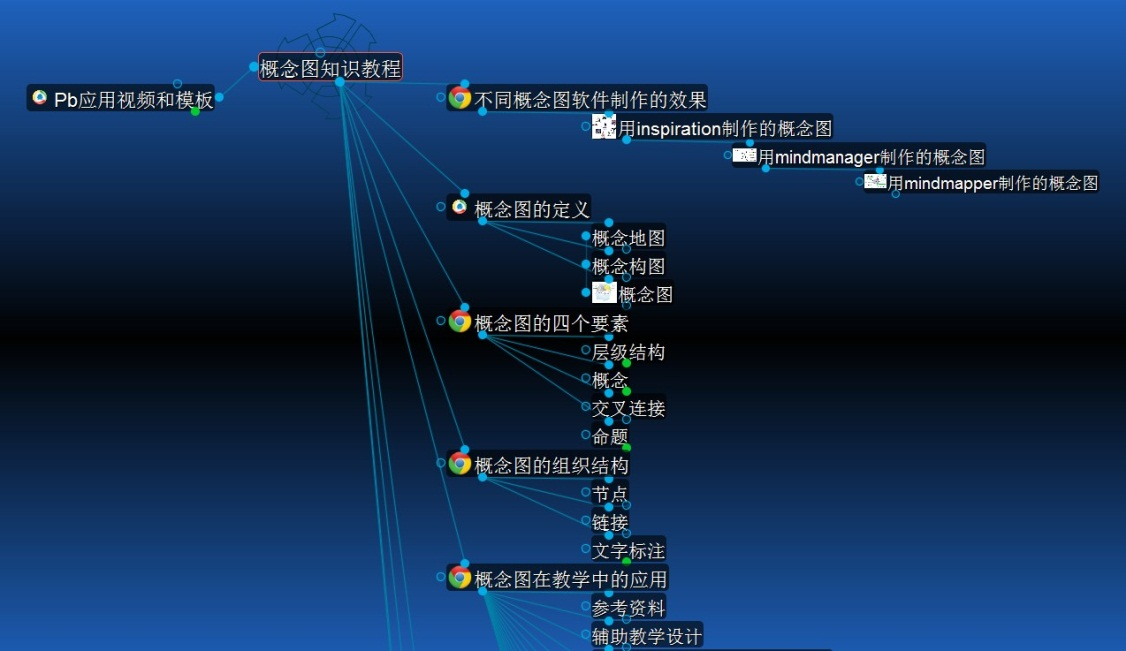 概念图知识教程
Pb应用视频和模板
不同概念图软件制作的效果
用inspiration制作的概念图
用mindmanager制作的概念图
用mindmapper制作的概念图
概念图的定义
概念地图
概念构图
概念图
概念图的四个要素
层级结构
概念
交叉连接
命题
概念图的组织结构
节点
链接
文字标注
概念图在教学中的应用
参考资料
辅助教学设计